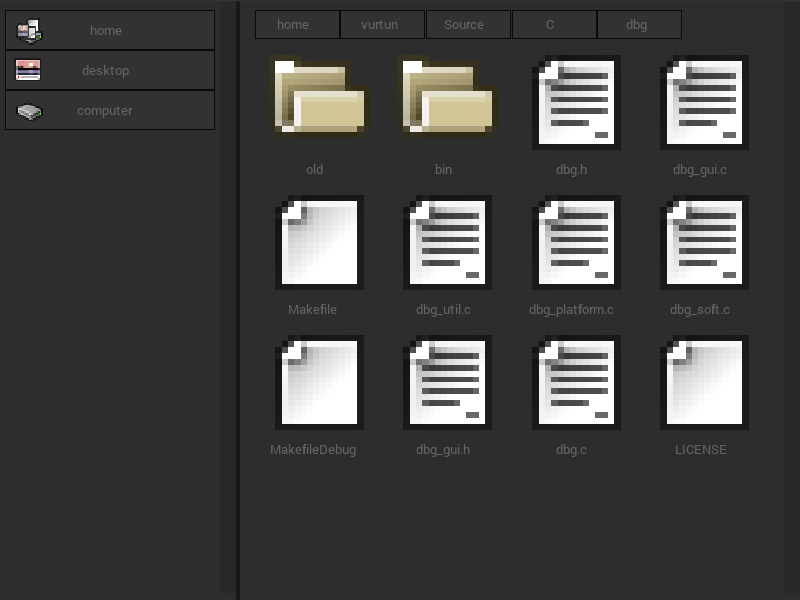 home
desktop
computer
home vurtun Source C dbg
old bin dbg.h dbg_gui.c
Makefile dbg_util.c dbg_platform.c dbg_soft.c
MakefileDebug dbg_gui.h dbg.c LICENSE